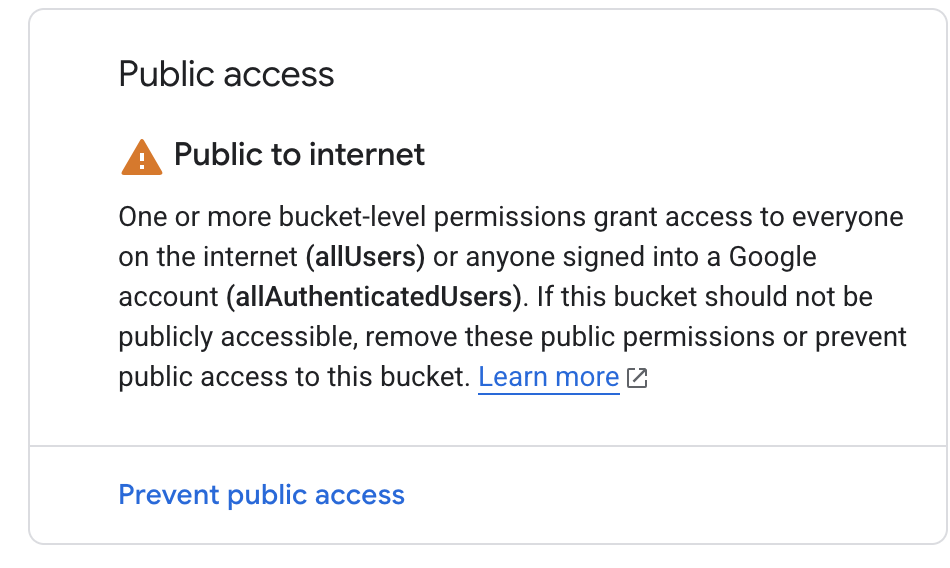 Public access
Public to internet
One or more bucket-level permissions grant access to everyone
on the internet (allUsers) or anyone signed into a Google
account (allAuthenticatedUsers). If this bucket should not be
publicly accessible, remove these public permissions or prevent
public access to this bucket. Learn more
Prevent public access